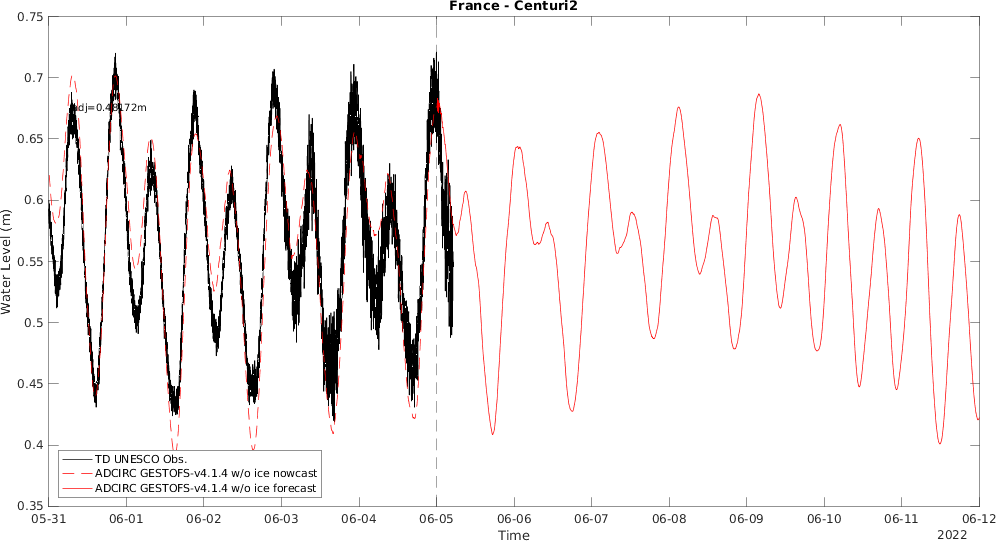 France - Centuri2
0.75
0.7
0.65
0.6
0.55
0.5
0.45
0.4
0.35
Water Level (m)
adj=0.48172m
TD UNESCO Obs.
ADCIRC GESTOFS-v4.1.4 w/o ice nowcast
ADCIRC GESTOFS-v4.1.4 w/o ice forecast
05-31 06-01 06-02 06-03 06-04 06-05 06-06 06-07 06-08 06-09 06-10 06-11 06-12
Time
2022